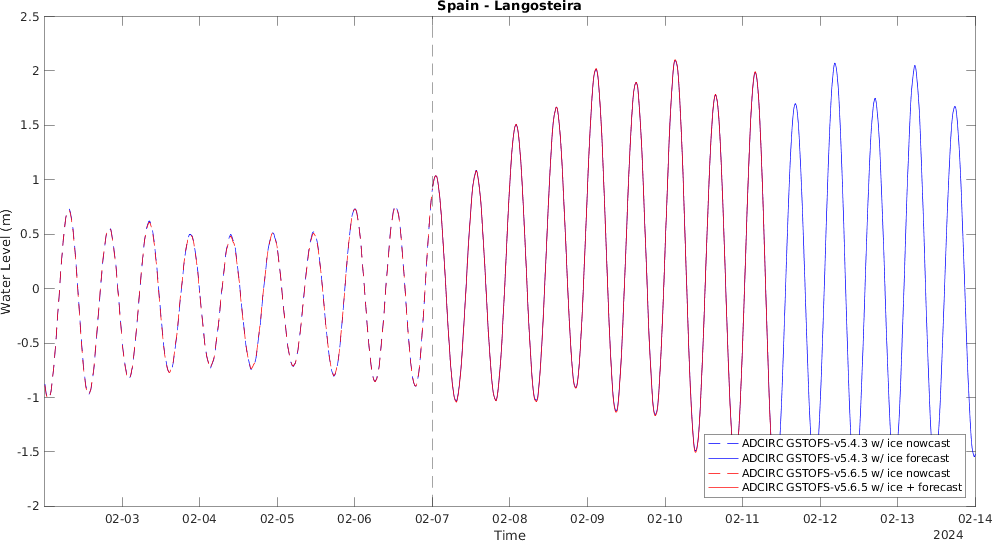 Spain - Langosteira
2.5
2
1.5
1
0.5
0
-0.5
-1
-1.5
-2
Water Level (m)
ADCIRC GSTOFS-v5.4.3 w/ ice nowcast
ADCIRC GSTOFS-v5.4.3 w/ ice forecast
ADCIRC GSTOFS-v5.6.5 w/ ice nowcast
ADCIRC GSTOFS-v5.6.5 w/ ice + forecast
02-03 02-04 02-05 02-06 02-07 02-08 02-09 02-10 02-11 02-12 02-13 02-14
Time
2024